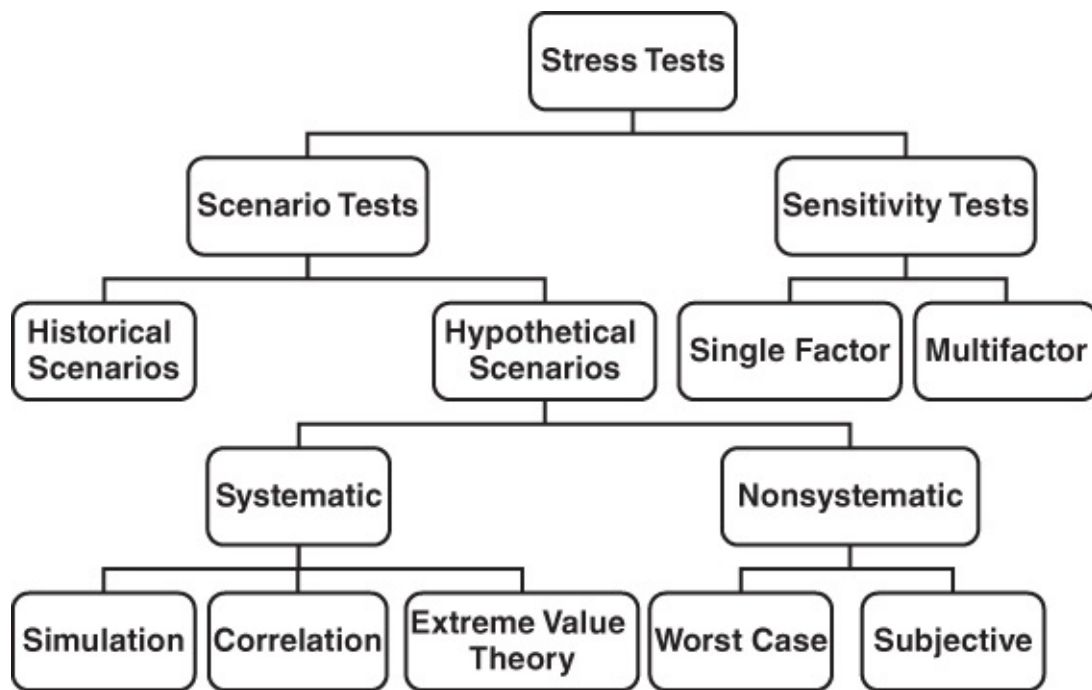 Stress Tests
Scenario Tests
Sensitivity Tests
Historical
Scenarios
Hypothetical
Scenarios
Single Factor
Multifactor
Systematic
Nonsystematic
Simulation
Correlation
Extreme Value
Theory
Worst Case
Subjective